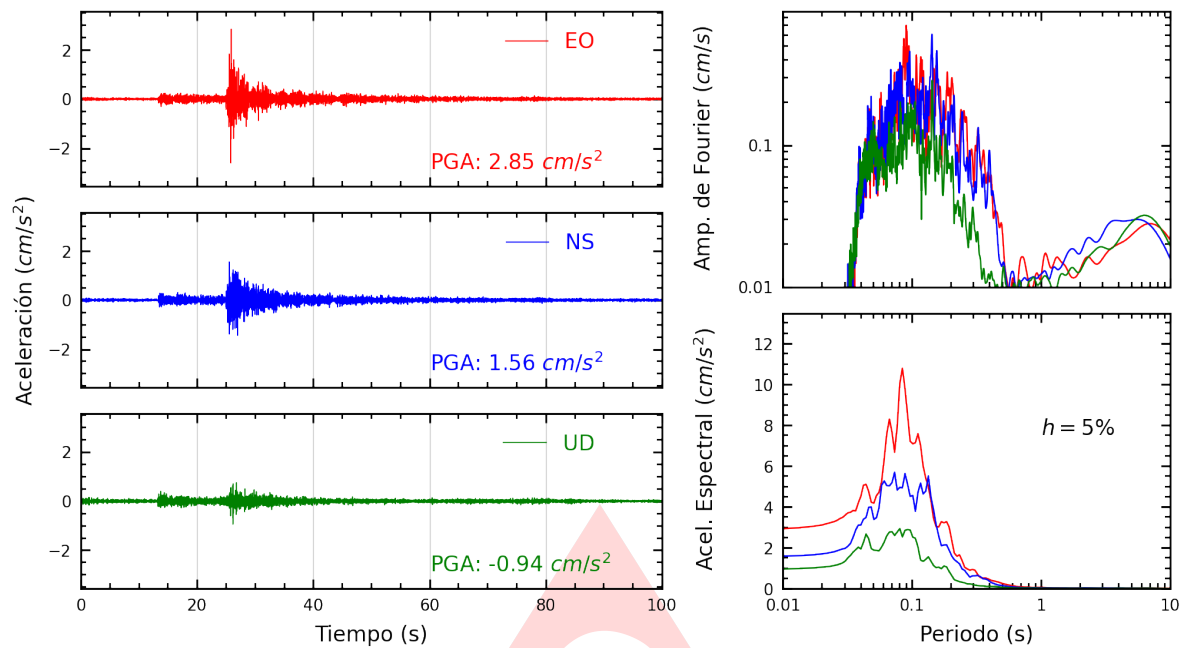 Aceleración (cm/s²)
2
0
−2
EO
PGA: 2.85 cm/s²
2
0
−2
NS
PGA: 1.56 cm/s²
2
0
−2
UD
PGA: -0.94 cm/s²
0 20 40 60 80 100
Tiempo (s)
Amp. de Fourier (cm/s)
0.1
0.01
Acel. Espectral (cm/s²)
12
10
8
6
4
2
0
h = 5%
0.01 0.1 1 10
Periodo (s)